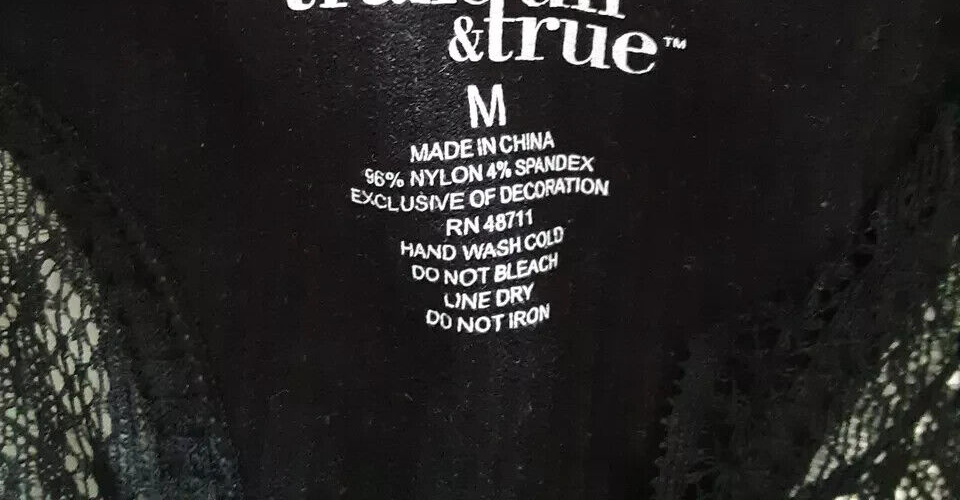 &true™
M
MADE IN CHINA
96% NYLON 4% SPANDEX
EXCLUSIVE OF DECORATION
RN 48711
HAND WASH COLD
DO NOT BLEACH
LINE DRY
DO NOT IRON